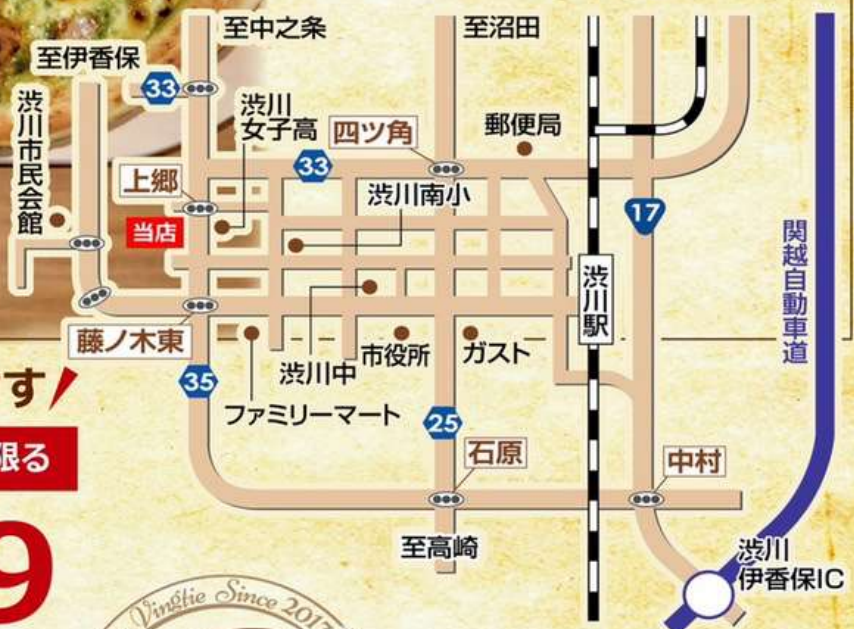 至中之条
至沼田
至伊香保
33
渋川
女子高
四ツ角
郵便局
渋川市民会館
33
上郷
渋川南小
17
当店
関越自動車道
渋川駅
藤ノ木東
市役所
ガスト
渋川中
す
35
ファミリーマート
25
限る
石原
中村
9
至高崎
渋川
伊香保IC
Vingtie Since 2017